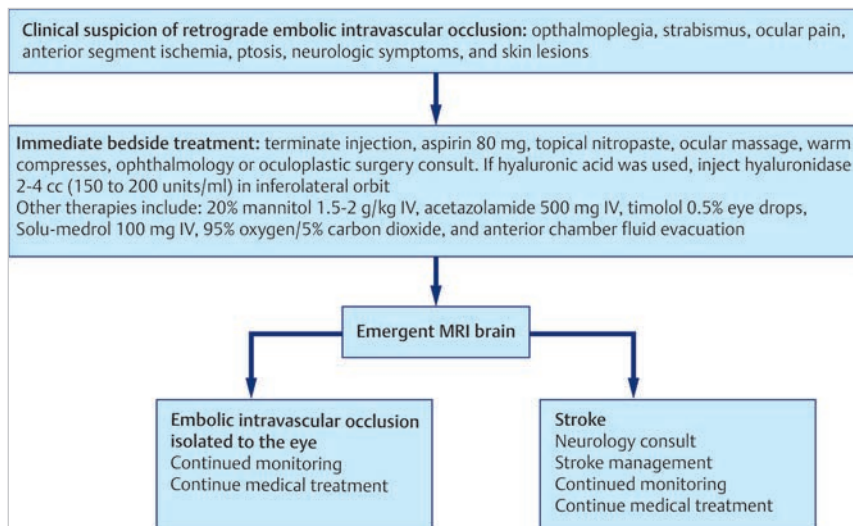 Clinical suspicion of retrograde embolic intravascular occlusion: opthalmoplegia, strabismus, ocular pain,
anterior segment ischemia, ptosis, neurologic symptoms, and skin lesions
Immediate bedside treatment: terminate injection, aspirin 80 mg, topical nitropaste, ocular massage, warm
compresses, ophthalmology or oculoplastic surgery consult. If hyaluronic acid was used, inject hyaluronidase
2-4 cc (150 to 200 units/ml) in inferolateral orbit
Other therapies include: 20% mannitol 1.5-2 g/kg IV, acetazolamide 500 mg IV, timolol 0.5% eye drops,
Solu-medrol 100 mg IV, 95% oxygen/5% carbon dioxide, and anterior chamber fluid evacuation
Emergent MRI brain
Embolic intravascular occlusion
isolated to the eye
Continued monitoring
Continue medical treatment
Stroke
Neurology consult
Stroke management
Continued monitoring
Continue medical treatment